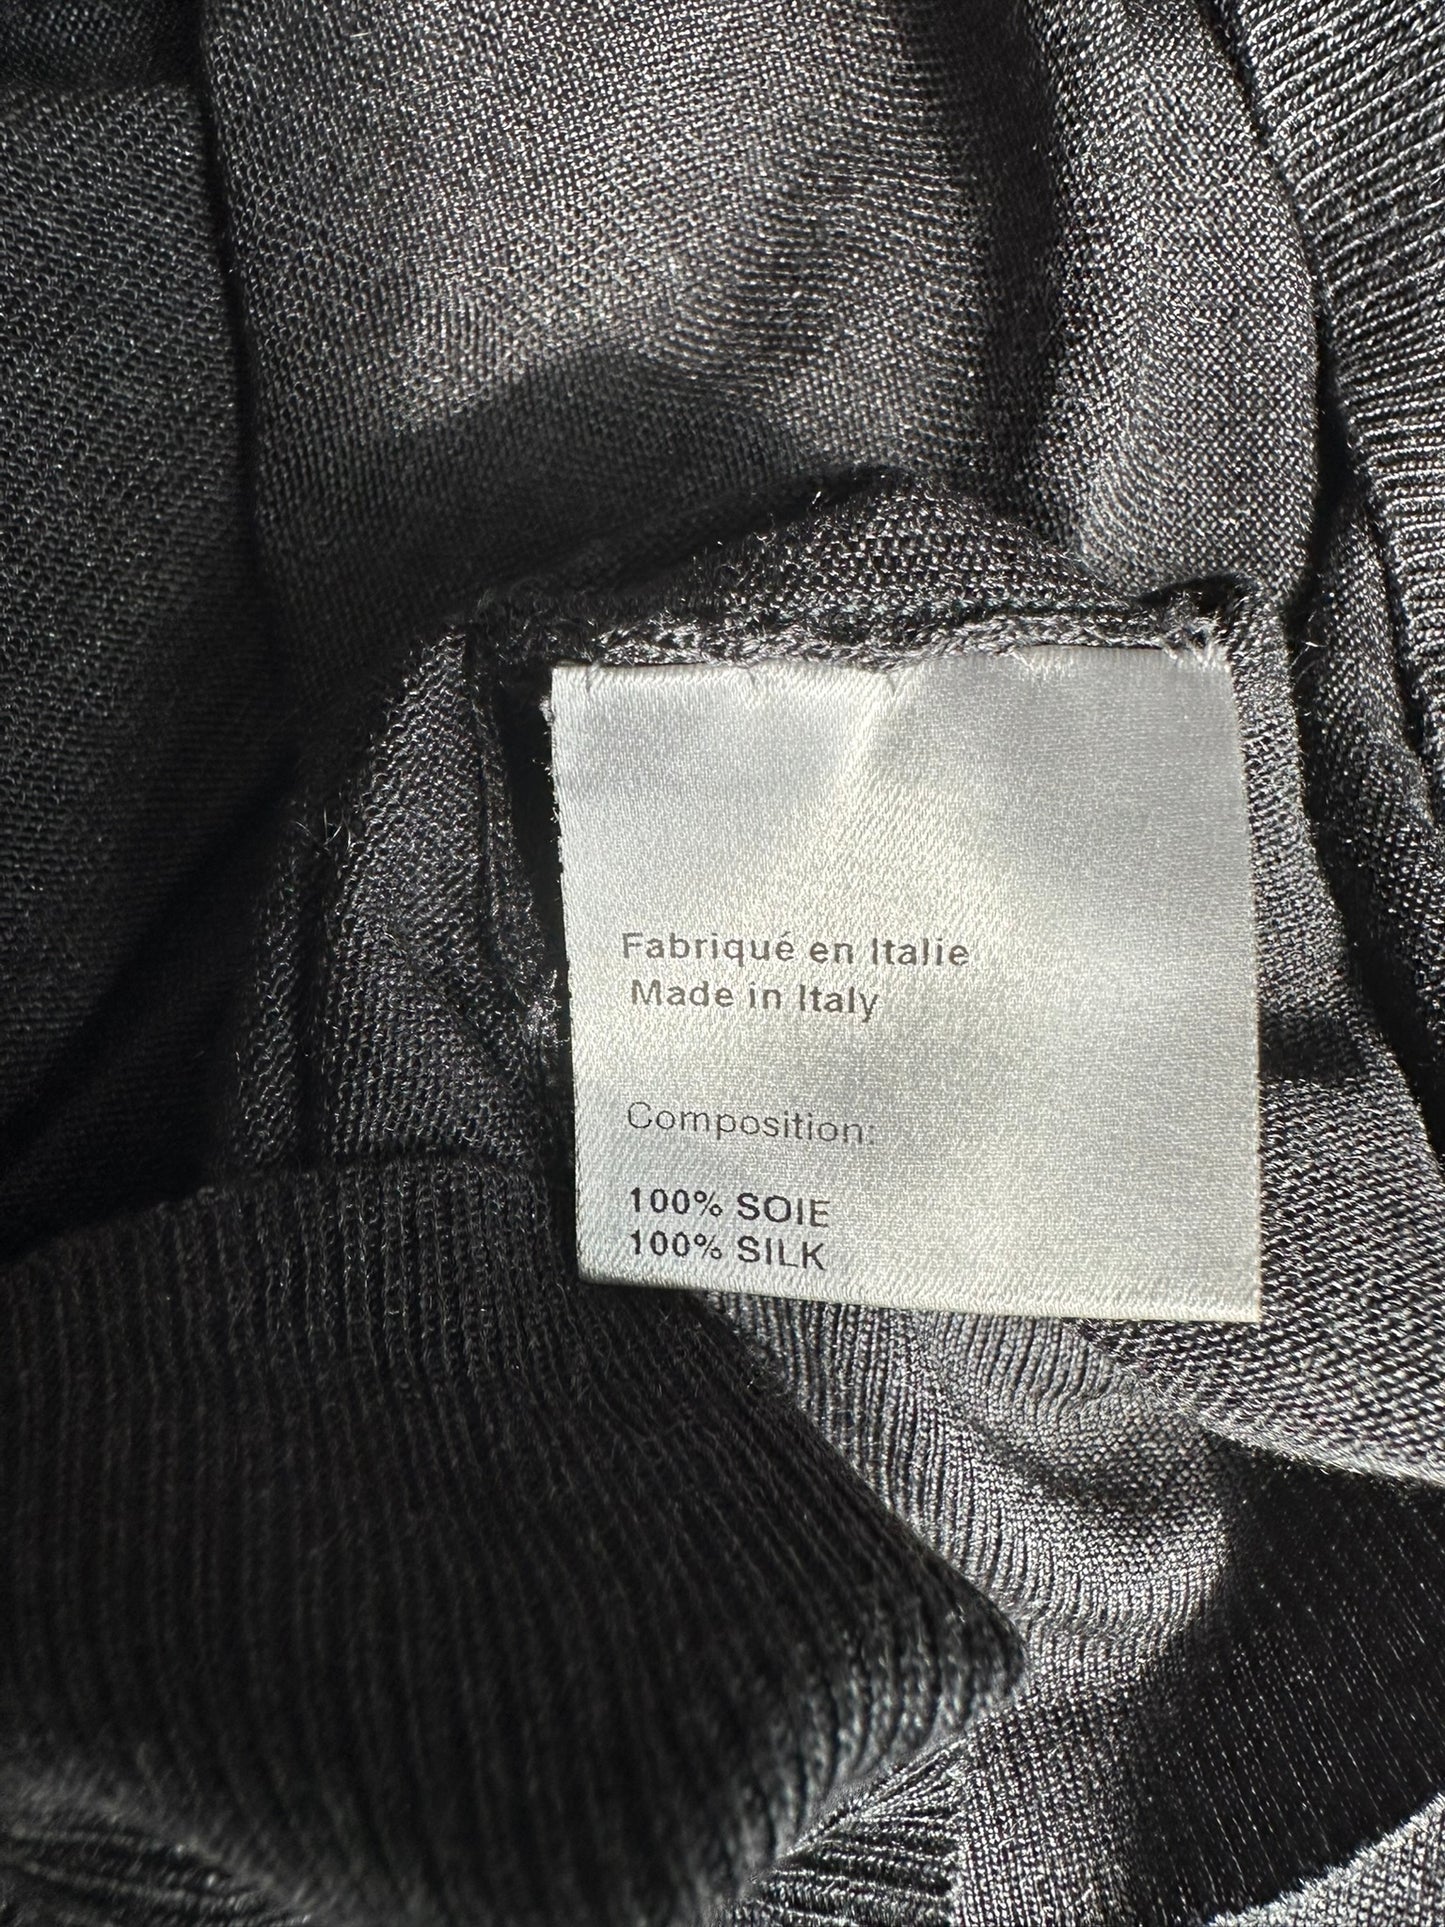 Fabriqué en Italie
Made in Italy
Composition:
100% SOIE
100% SILK